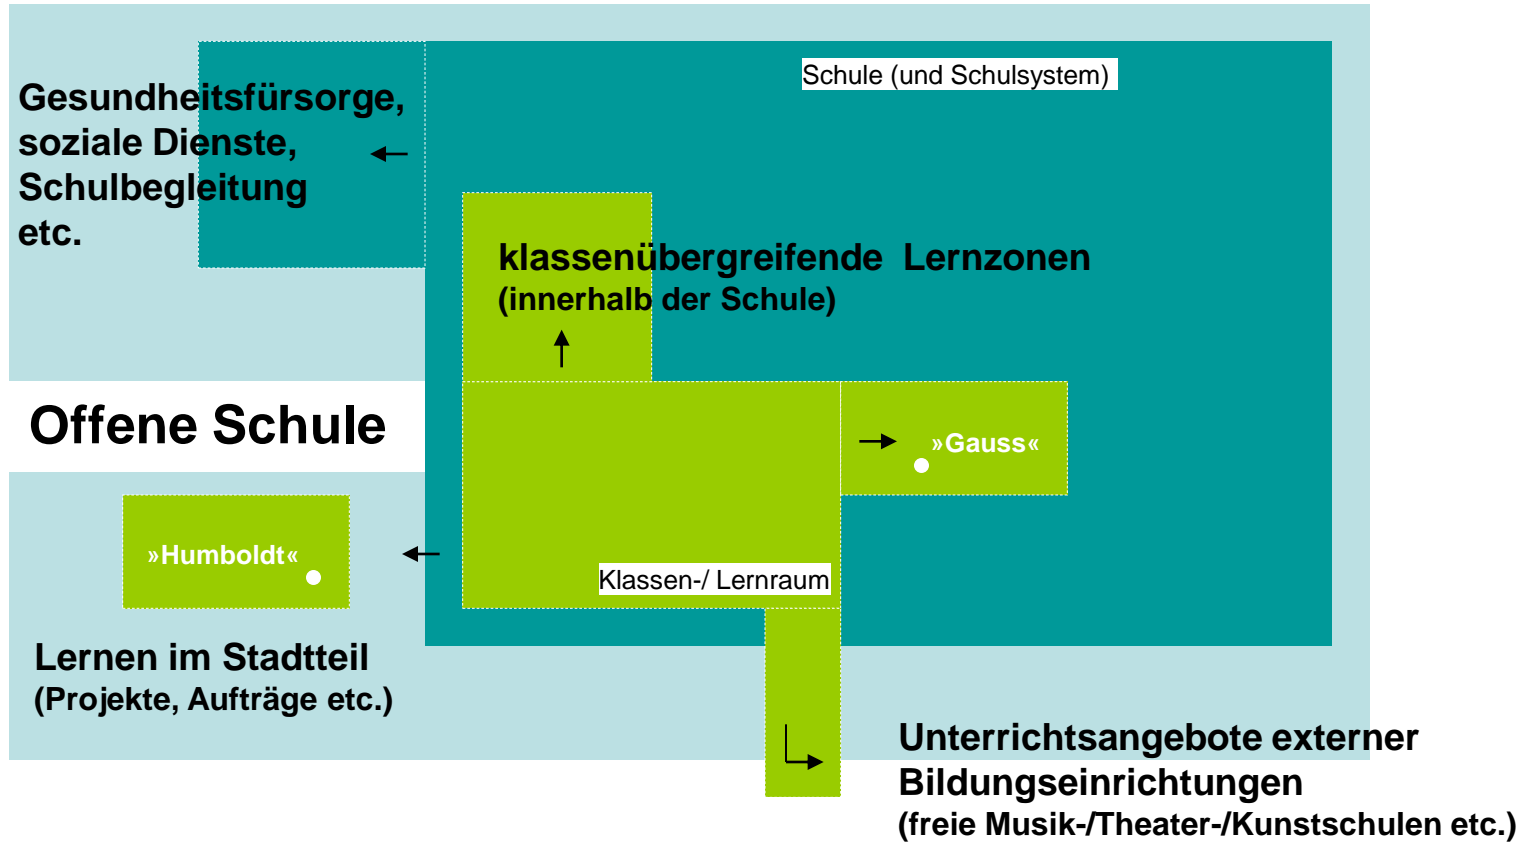 Schule (und Schulsystem)
Gesundheitsfürsorge,
soziale Dienste,
Schulbegleitung
etc.
klassenübergreifende Lernzonen
(innerhalb der Schule)
Offene Schule
»Gauss«
»Humboldt«
Klassen-/ Lernraum
Lernen im Stadtteil
(Projekte, Aufträge etc.)
Unterrichtsangebote externer
Bildungseinrichtungen
(freie Musik-/Theater-/Kunstschulen etc.)